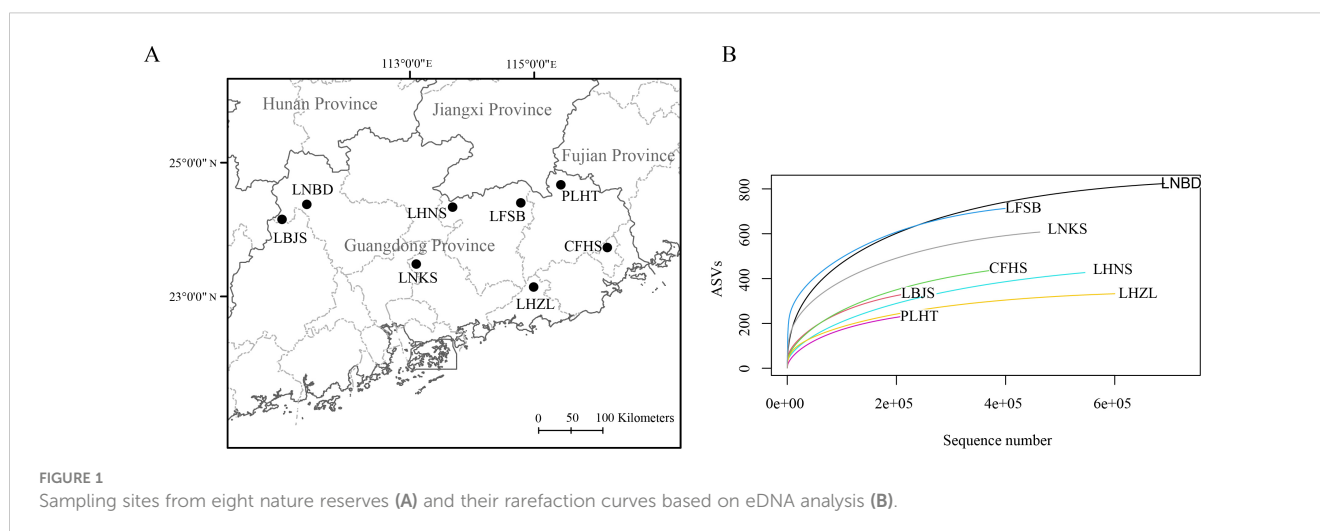 A
113°0'0"E
115°0'0"E
Hunan Province
Jiangxi Province
25°0'0"N
Fujian Province
LNBD
PLHT
LHNS
LFSB
LBJS
CFHS
Guangdong Province
LNKS
23°0'0"N
LHZL
0 50 100 Kilometers
B
ASVs
800
600
400
200
0
LNBD
LFSB
LNKS
CFHS
LHNS
LBJS
LHZL
PLHT
0e+00 2e+05 4e+05 6e+05
Sequence number
FIGURE 1
Sampling sites from eight nature reserves (A) and their rarefaction curves based on eDNA analysis (B).